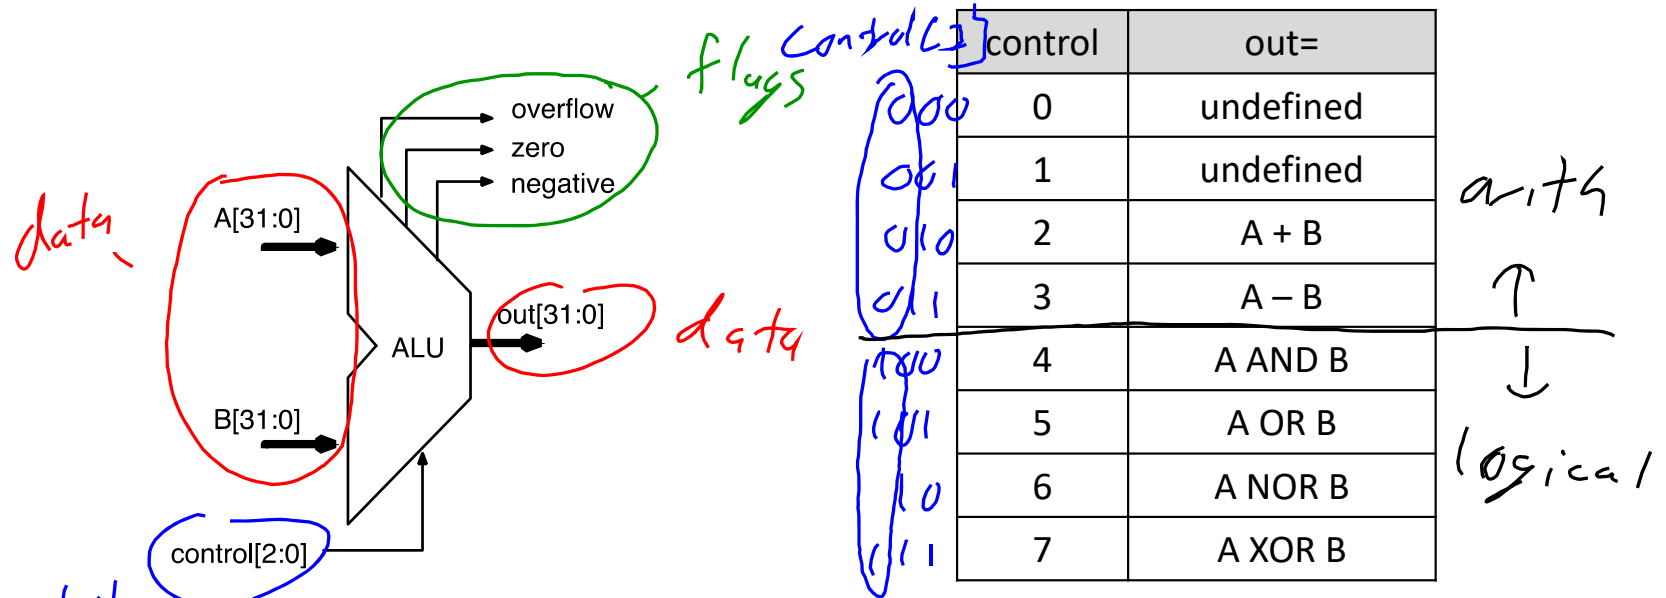 flags
control[2]
overflow
zero
negative
data
A[31:0]
out[31:0]
data
ALU
B[31:0]
control[2:0]
control out=
000 0 undefined
001 1 undefined
010 2 A + B
011 3 A – B
100 4 A AND B
101 5 A OR B
110 6 A NOR B
111 7 A XOR B
arith
logical